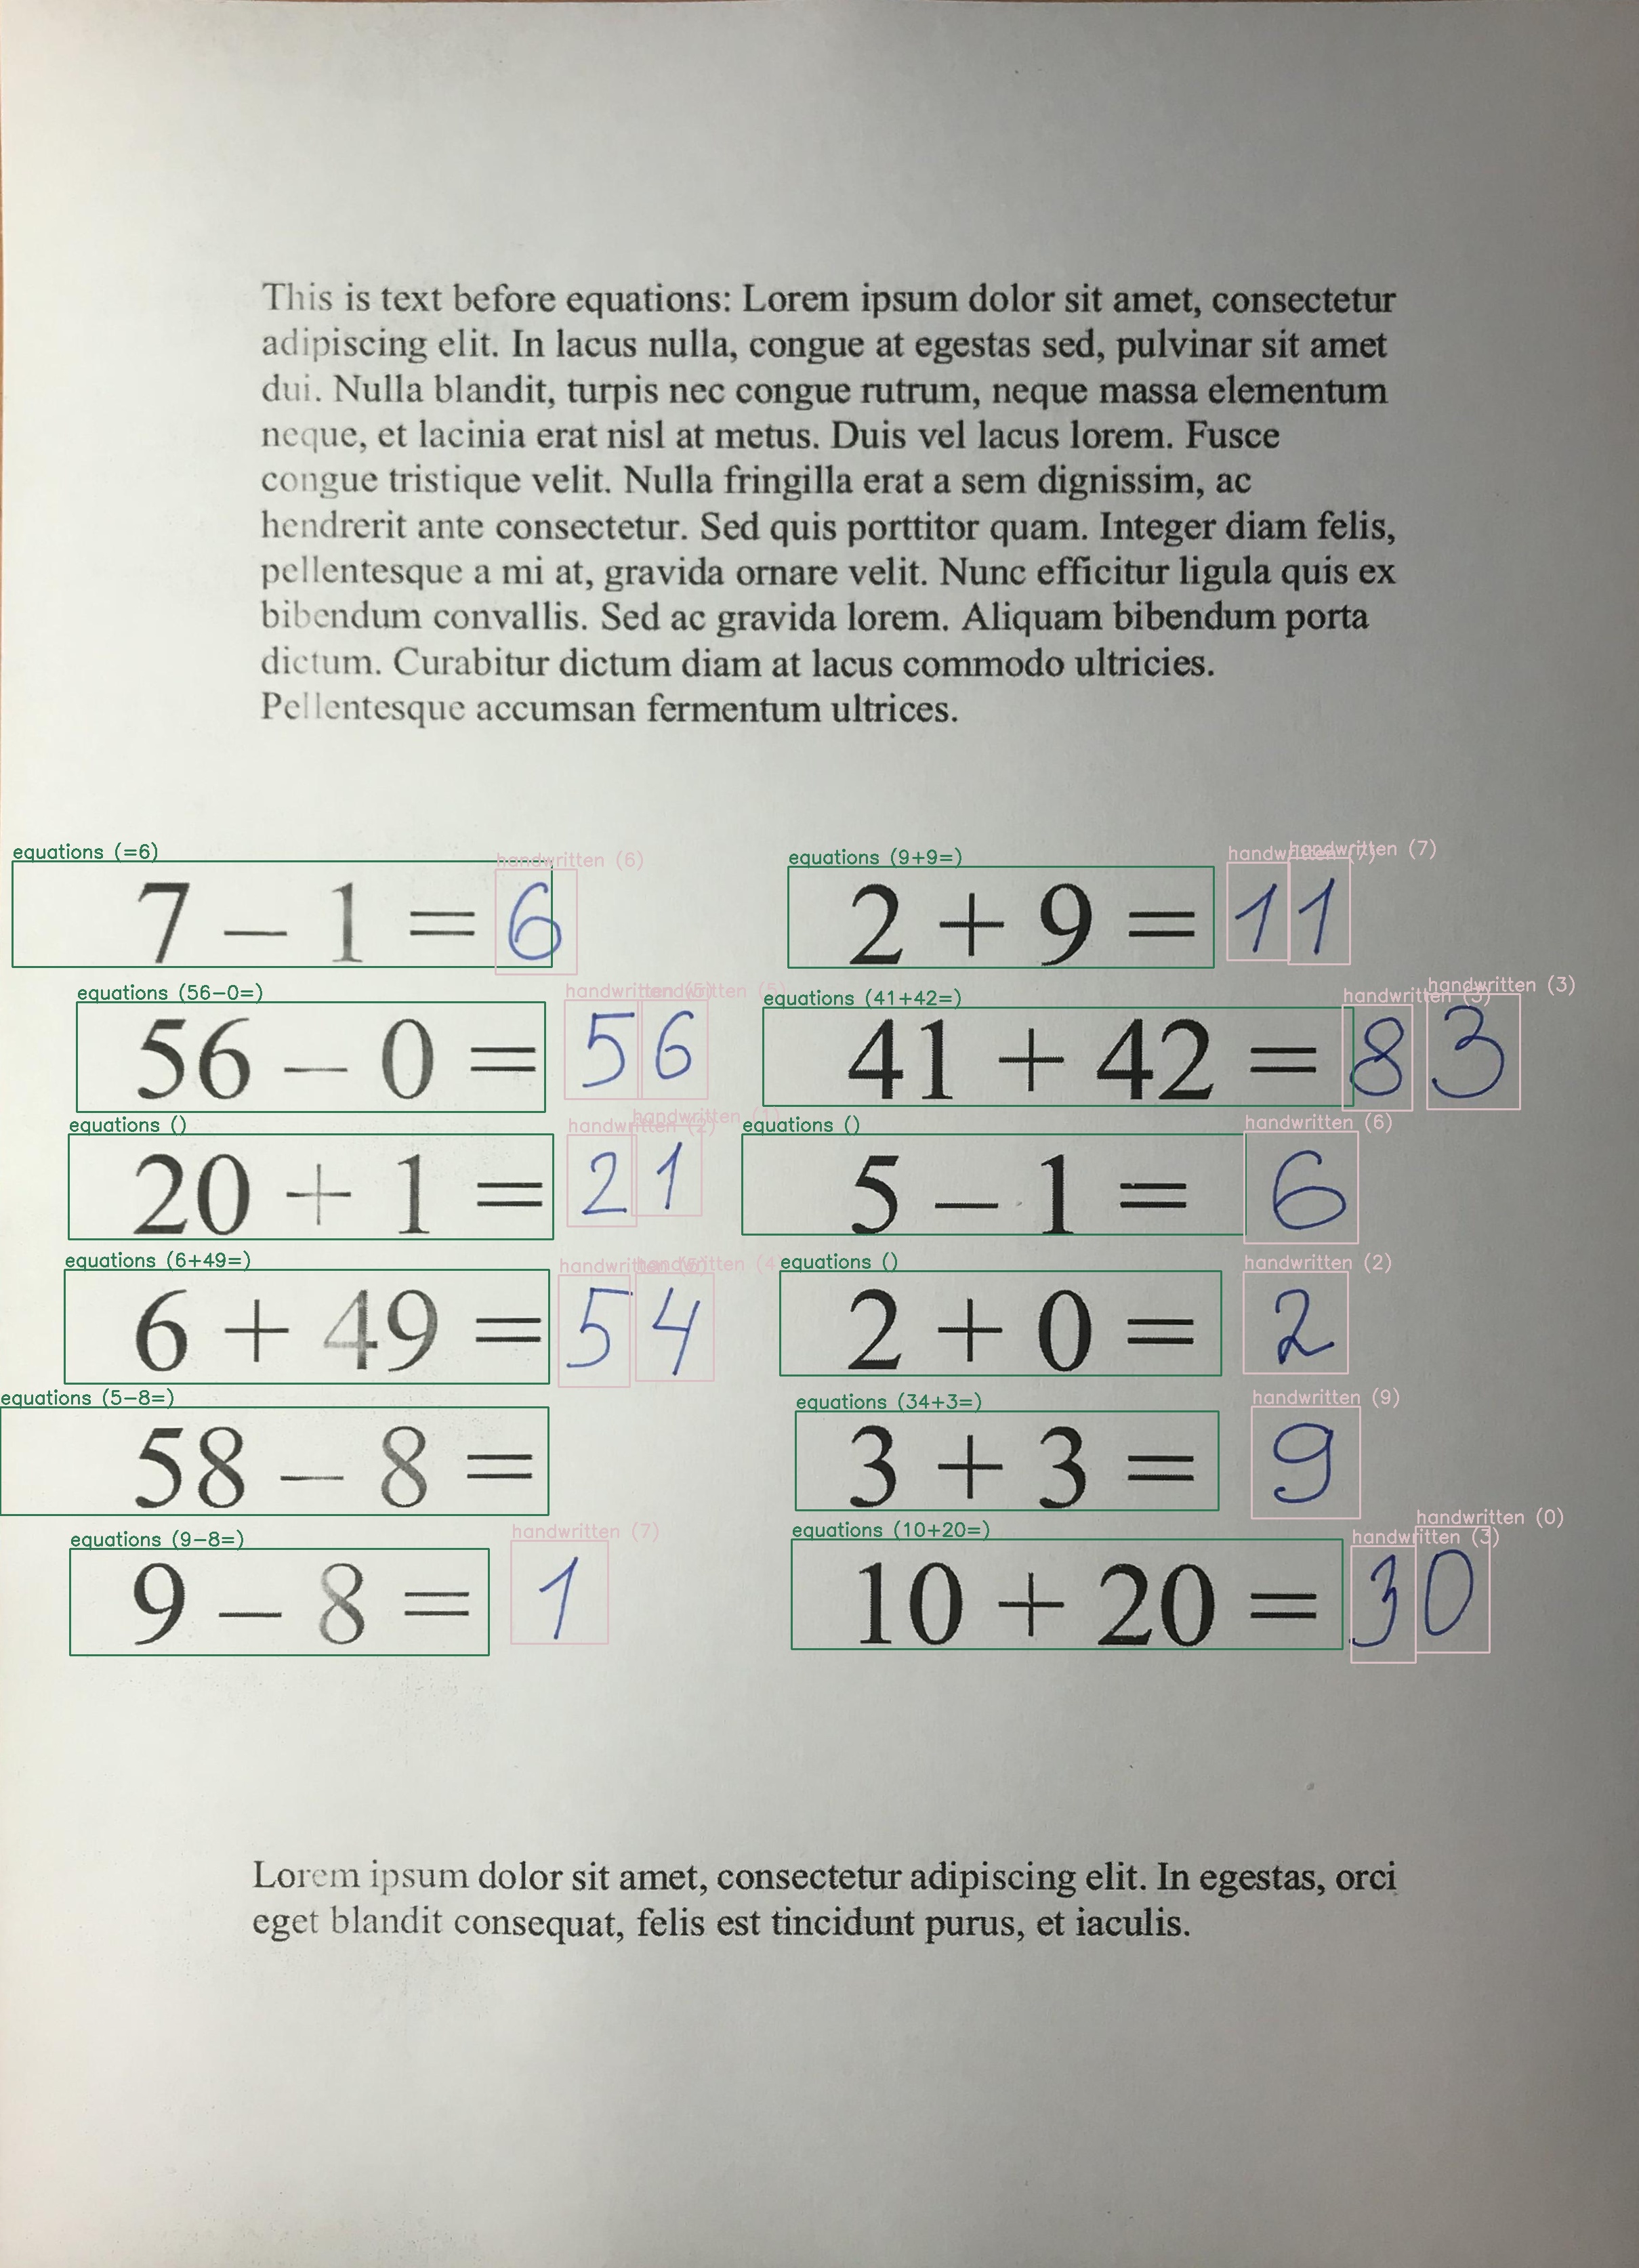 This is text before equations: Lorem ipsum dolor sit amet, consectetur
adipiscing elit. In lacus nulla, congue at egestas sed, pulvinar sit amet
dui. Nulla blandit, turpis nec congue rutrum, neque massa elementum
neque, et lacinia erat nisl at metus. Duis vel lacus lorem. Fusce
congue tristique velit. Nulla fringilla erat a sem dignissim, ac
hendrerit ante consectetur. Sed quis porttitor quam. Integer diam felis,
pellentesque a mi at, gravida ornare velit. Nunc efficitur ligula quis ex
bibendum convallis. Sed ac gravida lorem. Aliquam bibendum porta
dictum. Curabitur dictum diam at lacus commodo ultricies.
Pellentesque accumsan fermentum ultrices.
equations (=6) handwritten (6) equations (9+9=) handwritten (7) handwritten (7)
7 – 1 = 6 2 + 9 = 11
equations (56-0=) handwritten (5) handwritten (5) equations (41+42=) handwritten handwritten (3)
56 – 0 = 56 41 + 42 = 83
equations () handwritten (2) handwritten (1) equations () handwritten (6)
20 + 1 = 21 5 – 1 = 6
equations (6+49=) handwritten handwritten (4) equations () handwritten (2)
6 + 49 = 54 2 + 0 = 2
equations (5-8=) equations (34+3=) handwritten (9)
58 – 8 = 3 + 3 = 9
equations (9-8=) handwritten (7) equations (10+20=) handwritten (3) handwritten (0)
9 – 8 = 1 10 + 20 = 30
Lorem ipsum dolor sit amet, consectetur adipiscing elit. In egestas, orci
eget blandit consequat, felis est tincidunt purus, et iaculis.